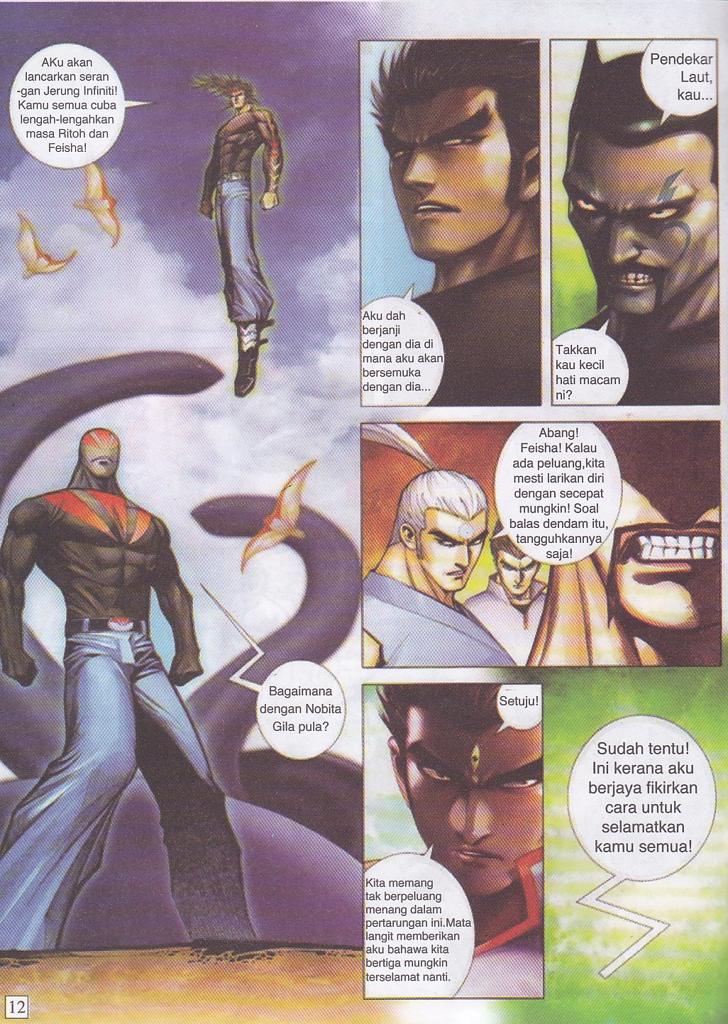 AKu akan
lancarkan seran
-gan Jerung Infiniti!
Kamu semua cuba
lengah-lengahkan
masa Ritoh dan
Feisha!
Bagaimana
dengan Nobita
Gila pula?
Aku dah
berjanji
dengan dia di
mana aku akan
bersemuka
dengan dia...
Pendekar
Laut,
kau...
Takkan
kau kecil
hati macam
ni?
Abang!
Feisha! Kalau
ada peluang,kita
mesti larikan diri
dengan secepat
mungkin! Soal
balas dendam itu,
tangguhkannya
saja!
Setuju!
Kita memang
tak berpeluang
menang dalam
pertarungan ini.Mata
langit memberikan
aku bahawa kita
bertiga mungkin
terselamat nanti.
Sudah tentu!
Ini kerana aku
berjaya fikirkan
cara untuk
selamatkan
kamu semua!
12